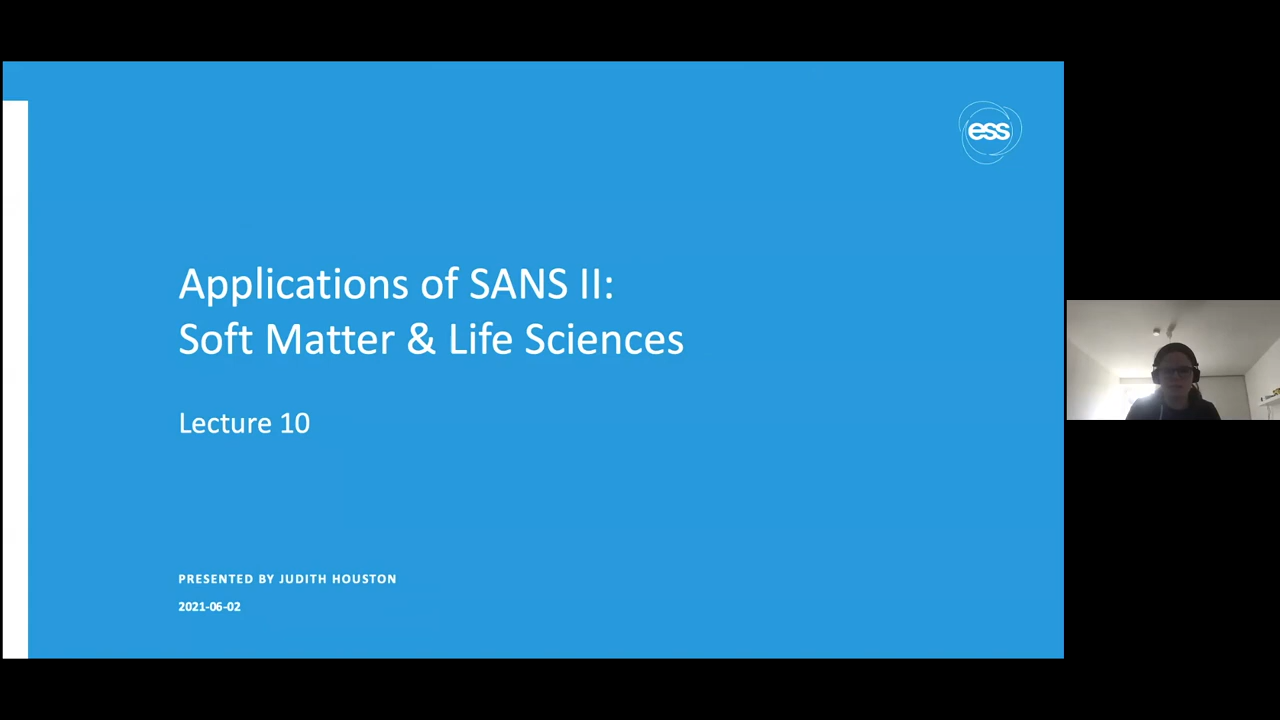 ess
Applications of SANS II:
Soft Matter & Life Sciences
Lecture 10
PRESENTED BY JUDITH HOUSTON
2021-06-02